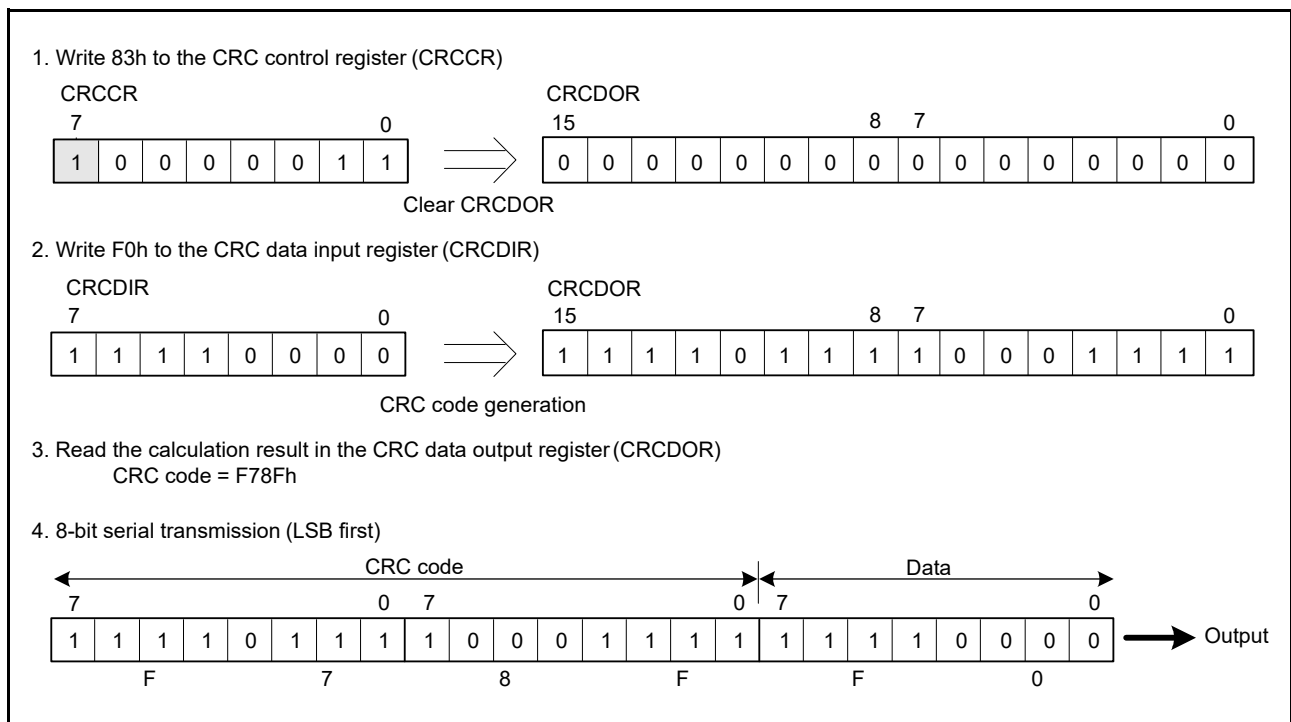 1. Write 83h to the CRC control register (CRCCR)
CRCCR CRCDOR
7 0 15 8 7 0
1 0 0 0 0 0 1 1 0 0 0 0 0 0 0 0 0 0 0 0 0 0 0 0
Clear CRCDOR
2. Write F0h to the CRC data input register (CRCDIR)
CRCDIR CRCDOR
7 0 15 8 7 0
1 1 1 1 0 0 0 0 1 1 1 1 0 1 1 1 1 0 0 0 1 1 1 1
CRC code generation
3. Read the calculation result in the CRC data output register (CRCDOR)
CRC code = F78Fh
4. 8-bit serial transmission (LSB first)
CRC code Data
7 0 7 0 7 0
1 1 1 1 0 1 1 1 1 0 0 0 1 1 1 1 1 1 1 1 0 0 0 0 Output
F 7 8 F F 0